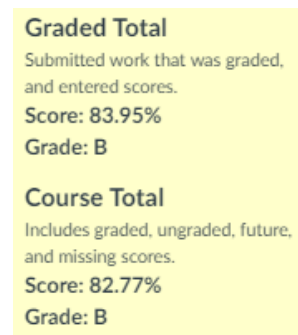 Graded Total
Submitted work that was graded,
and entered scores.
Score: 83.95%
Grade: B
Course Total
Includes graded, ungraded, future,
and missing scores.
Score: 82.77%
Grade: B